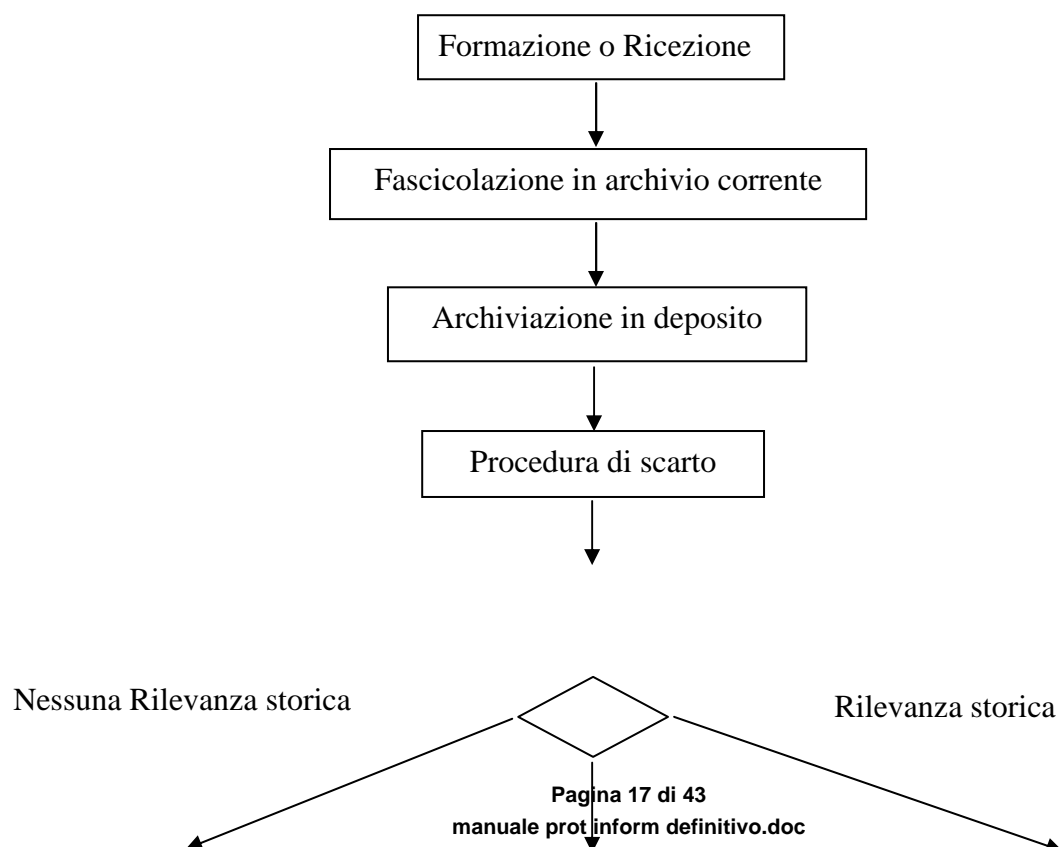 Formazione o Ricezione
Fascicolazione in archivio corrente
Archiviazione in deposito
Procedura di scarto
Nessuna Rilevanza storica
Rilevanza storica
Pagina 17 di 43
manuale prot inform definitivo.doc